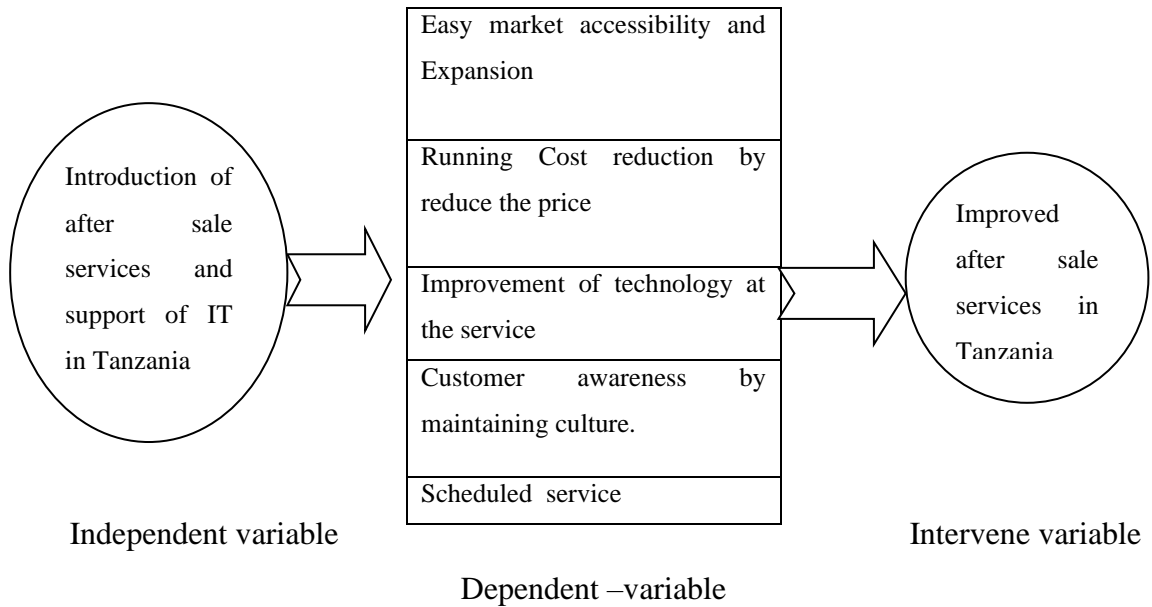 Introduction of
after sale
services and
support of IT
in Tanzania
Easy market accessibility and
Expansion
Running Cost reduction by
reduce the price
Improvement of technology at
the service
Customer awareness by
maintaining culture.
Scheduled service
Improved
after sale
services in
Tanzania
Independent variable
Intervene variable
Dependent –variable